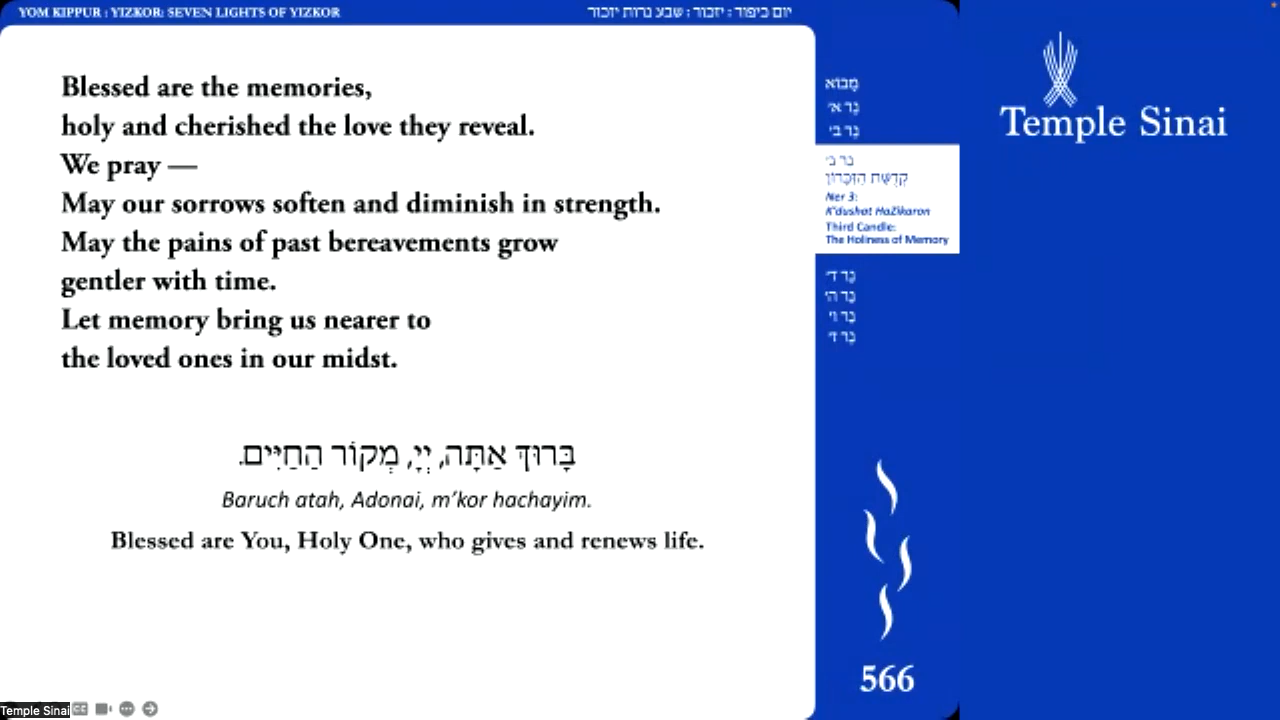 YOM KIPPUR : YIZKOR: SEVEN LIGHTS OF YIZKOR
יום כיפור : יזכור : שבע נרות יזכור
Blessed are the memories,
holy and cherished the love they reveal.
We pray —
May our sorrows soften and diminish in strength.
May the pains of past bereavements grow
gentler with time.
Let memory bring us nearer to
the loved ones in our midst.
בָּרוּךְ אַתָּה, יְיָ, מְקוֹר הַחַיִּים.
Baruch atah, Adonai, m’kor hachayim.
Blessed are You, Holy One, who gives and renews life.
מָבוֹא
נֵר א׳
נֵר ב׳
נֵר ג׳
קְדֻשַּׁת הַזִּכָּרוֹן
Ner 3:
K’dushat HaZikaron
Third Candle:
The Holiness of Memory
נֵר ד׳
נֵר ה׳
נֵר ו׳
נֵר ז׳
566
Temple Sinai
Temple Sinai
CC